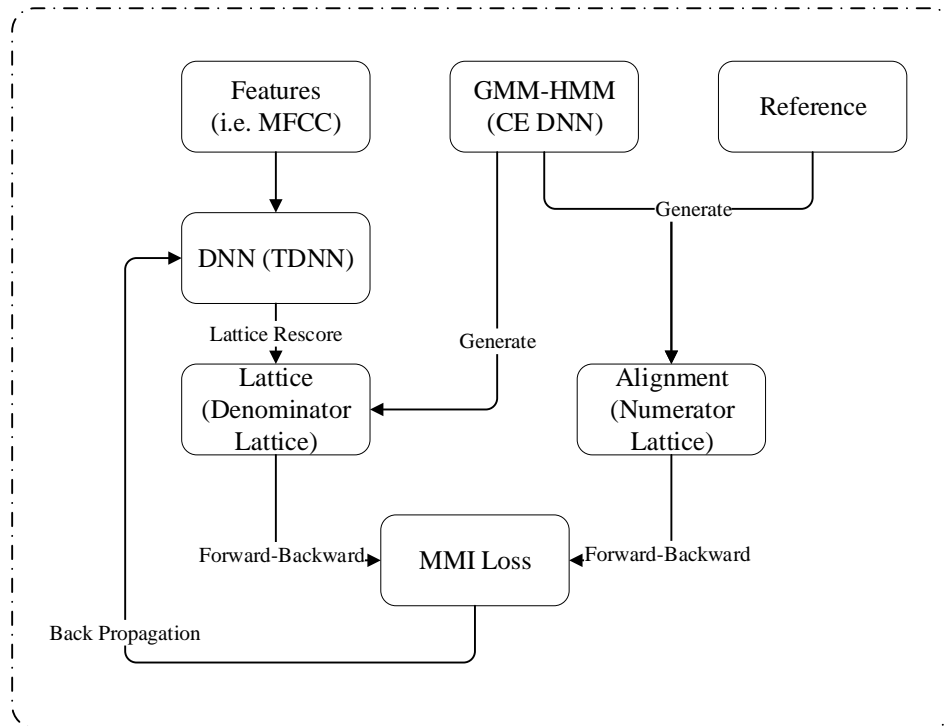 Features
(i.e. MFCC)
GMM-HMM
(CE DNN)
Reference
Generate
DNN (TDNN)
Lattice Rescore
Generate
Lattice
(Denominator
Lattice)
Alignment
(Numerator
Lattice)
Forward-Backward
MMI Loss
Forward-Backward
Back Propagation